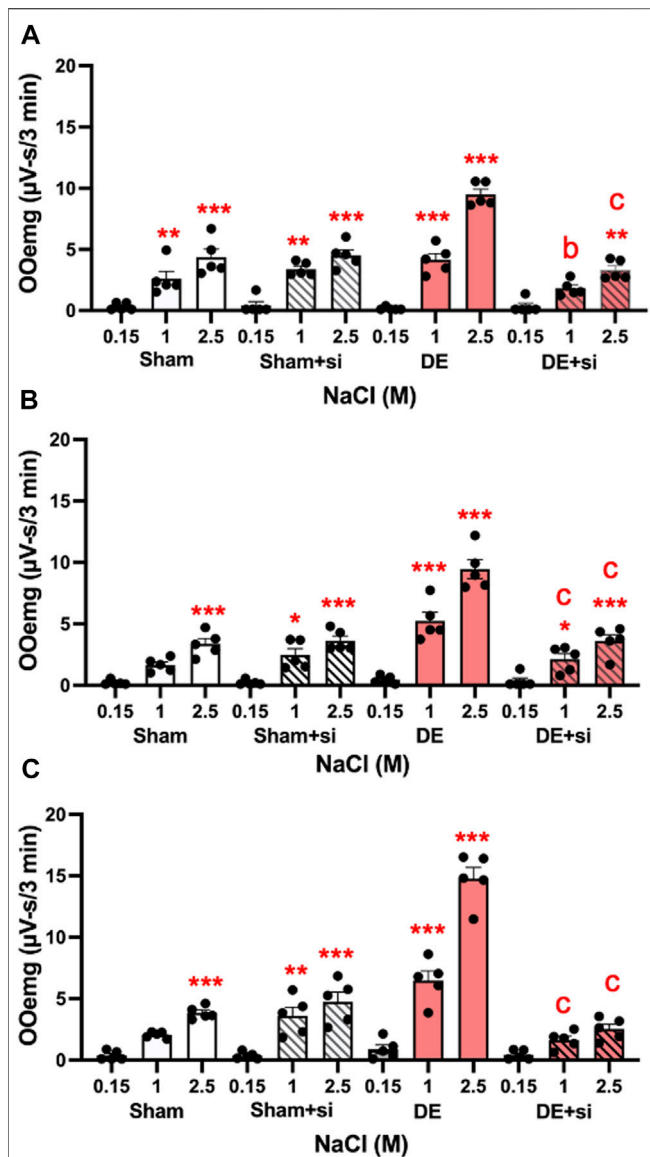 A
20
15
10
5
0
OOemg (µV-s/3 min)
** *** ** *** *** *** b c
**
0.15 1 2.5 0.15 1 2.5 0.15 1 2.5 0.15 1 2.5
Sham Sham+si DE DE+si
NaCl (M)
B
20
15
10
5
0
OOemg (µV-s/3 min)
*** * *** *** *** c c
* ***
0.15 1 2.5 0.15 1 2.5 0.15 1 2.5 0.15 1 2.5
Sham Sham+si DE DE+si
NaCl (M)
C
20
15
10
5
0
OOemg (µV-s/3 min)
*** ** *** *** *** c c
0.15 1 2.5 0.15 1 2.5 0.15 1 2.5 0.15 1 2.5
Sham Sham+si DE DE+si
NaCl (M)